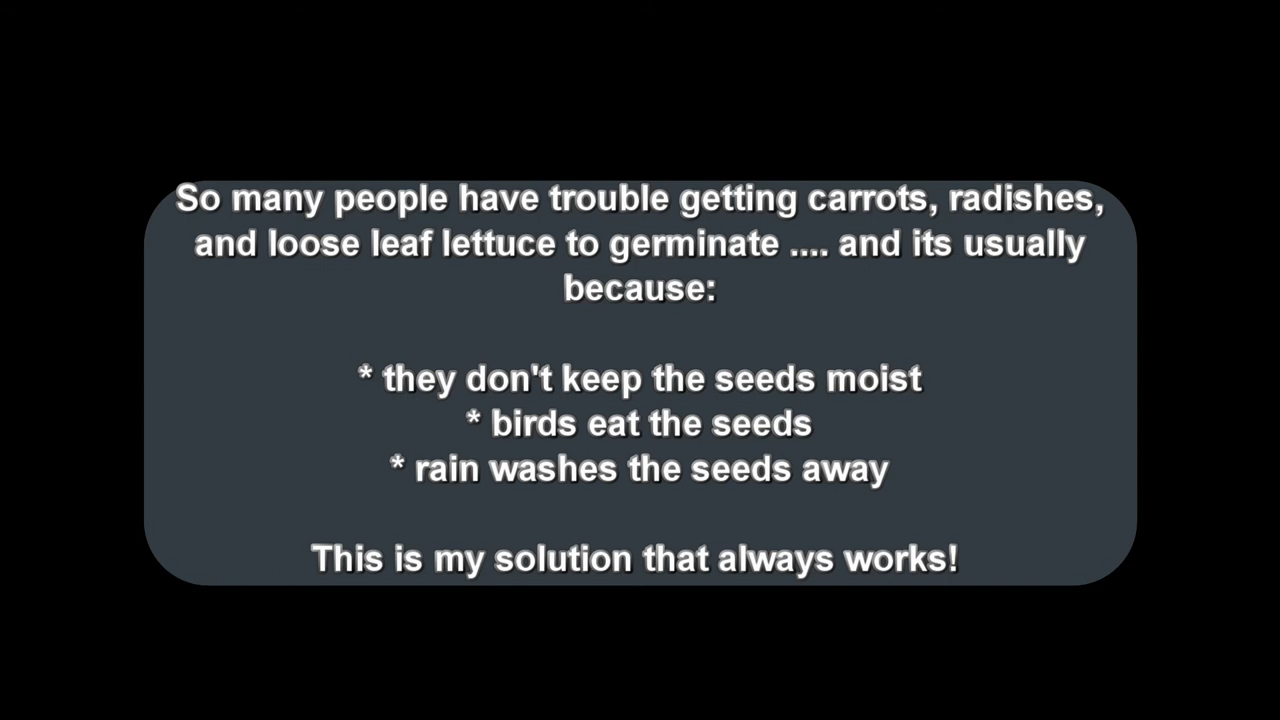 So many people have trouble getting carrots, radishes,
and loose leaf lettuce to germinate .... and its usually
because:
* they don't keep the seeds moist
* birds eat the seeds
* rain washes the seeds away
This is my solution that always works!